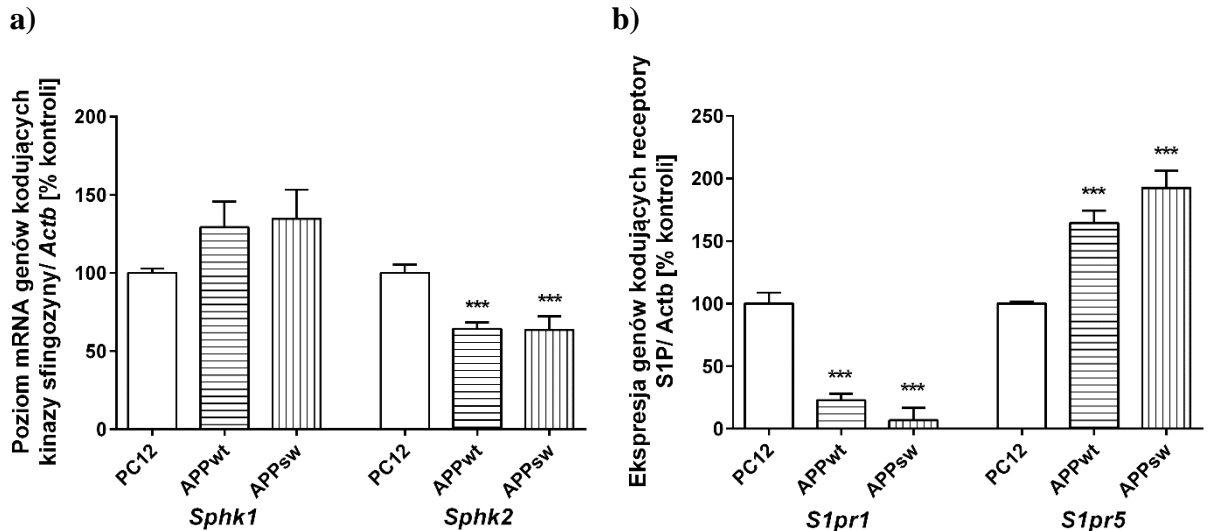 a)
Poziom mRNA genów kodujących
kinazy sfingozyny/ Actb [% kontroli]
200
150
100
50
0
*** ***
PC12 APPwt APPsw PC12 APPwt APPsw
Sphk1 Sphk2
b)
Ekspresja genów kodujących receptory
S1P/ Actb [% kontroli]
250
200
150
100
50
0
*** *** *** ***
PC12 APPwt APPsw PC12 APPwt APPsw
S1pr1 S1pr5